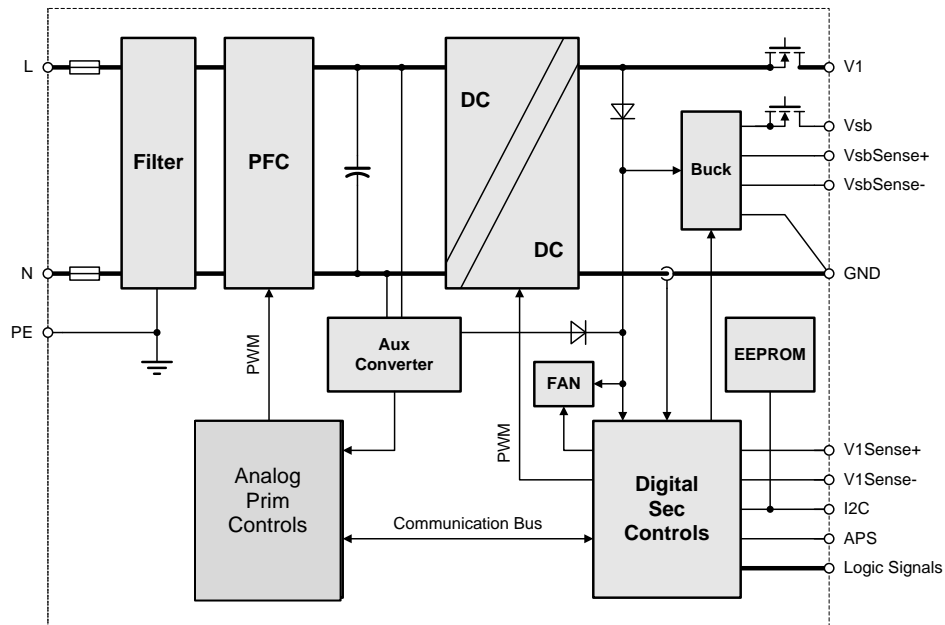 L
V1
DC
Vsb
Filter
PFC
Buck
VsbSense+
VsbSense-
DC
N
GND
PE
PWM
Aux
Converter
EEPROM
FAN
PWM
Analog
Prim
Controls
Digital
Sec
Controls
Communication Bus
V1Sense+
V1Sense-
I2C
APS
Logic Signals